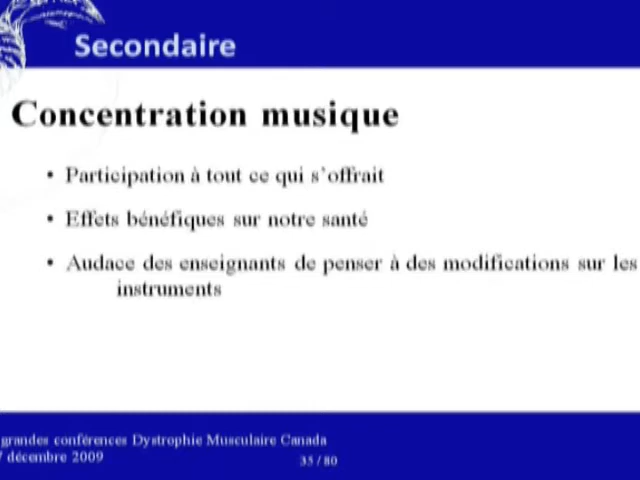 Secondaire
Concentration musique
• Participation à tout ce qui s'offrait
• Effets bénéfiques sur notre santé
• Audace des enseignants de penser à des modifications sur les
instruments
grandes conférences Dystrophie Musculaire Canada
7 décembre 2009
35 / 80